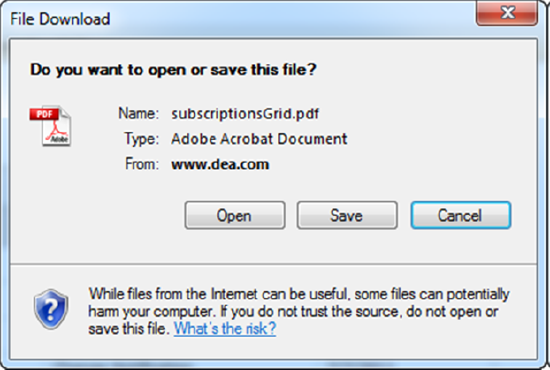 File Download
Do you want to open or save this file?
PDF
Adobe
Name: subscriptionsGrid.pdf
Type: Adobe Acrobat Document
From: www.dea.com
Open Save Cancel
While files from the Internet can be useful, some files can potentially
harm your computer. If you do not trust the source, do not open or
save this file. What's the risk?